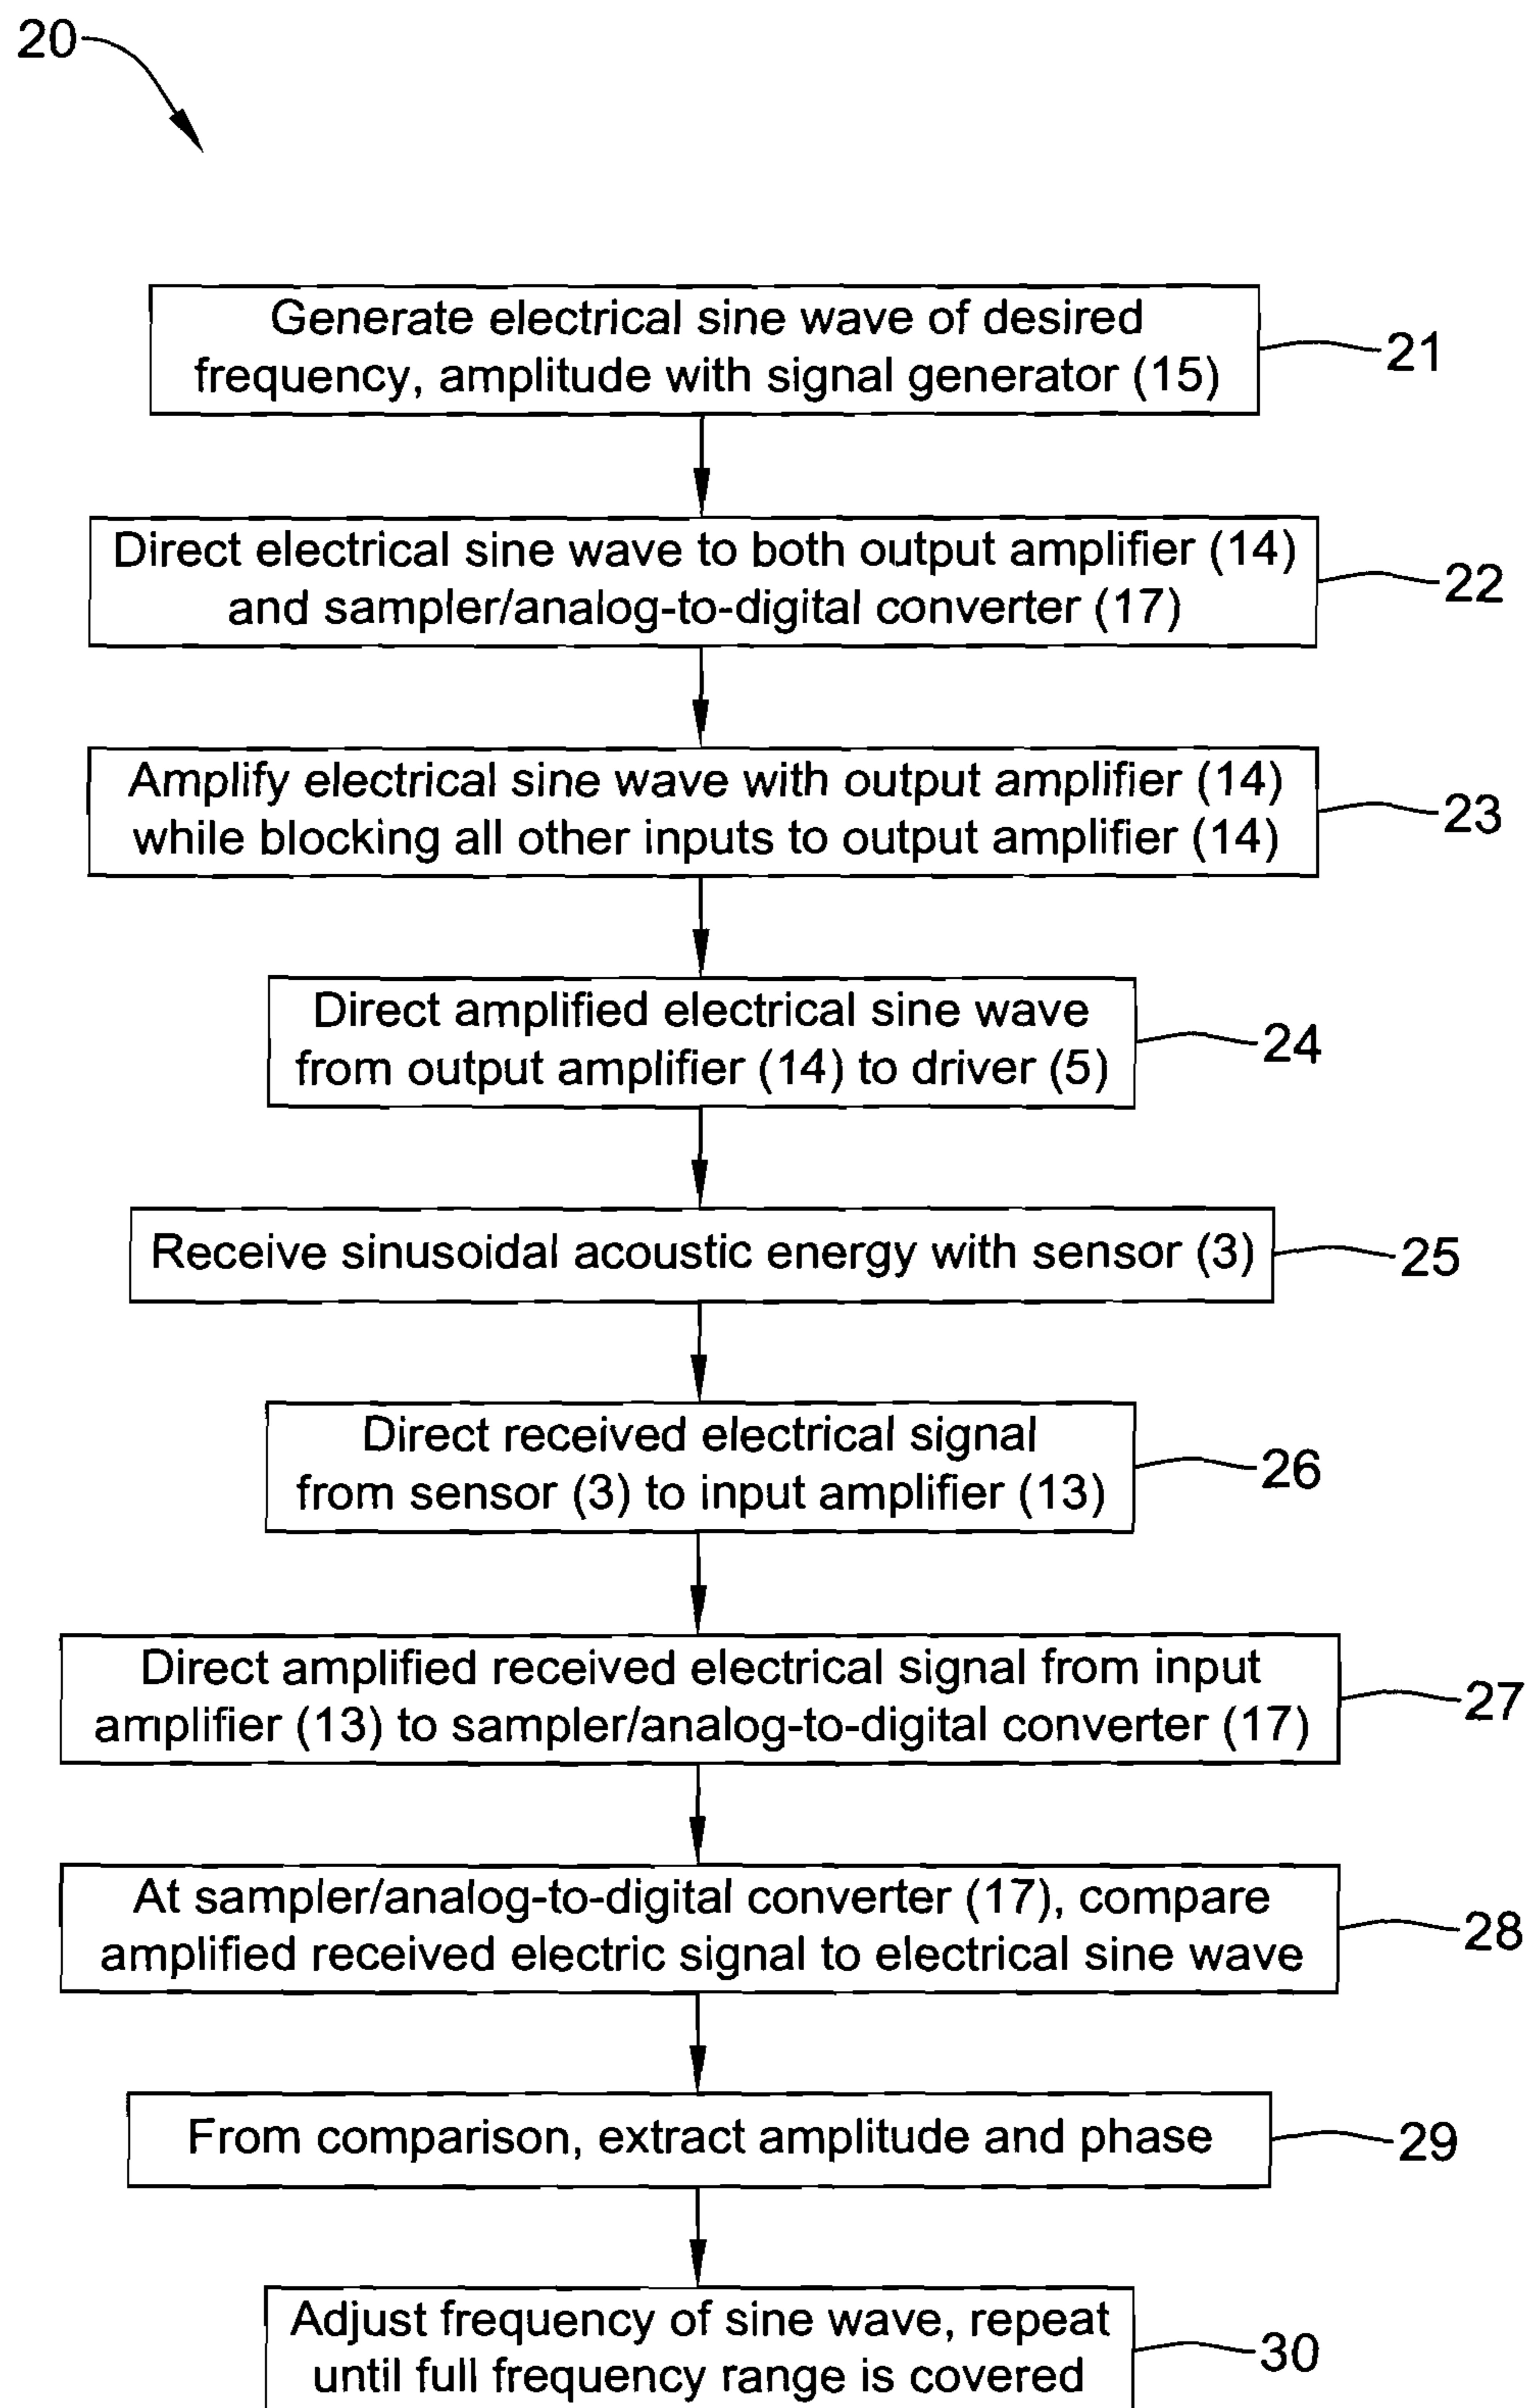 20
Generate electrical sine wave of desired
frequency, amplitude with signal generator (15)
21
Direct electrical sine wave to both output amplifier (14)
and sampler/analog-to-digital converter (17)
22
Amplify electrical sine wave with output amplifier (14)
while blocking all other inputs to output amplifier (14)
23
Direct amplified electrical sine wave
from output amplifier (14) to driver (5)
24
Receive sinusoidal acoustic energy with sensor (3)
25
Direct received electrical signal
from sensor (3) to input amplifier (13)
26
Direct amplified received electrical signal from input
amplifier (13) to sampler/analog-to-digital converter (17)
27
At sampler/analog-to-digital converter (17), compare
amplified received electric signal to electrical sine wave
28
From comparison, extract amplitude and phase
29
Adjust frequency of sine wave, repeat
until full frequency range is covered
30